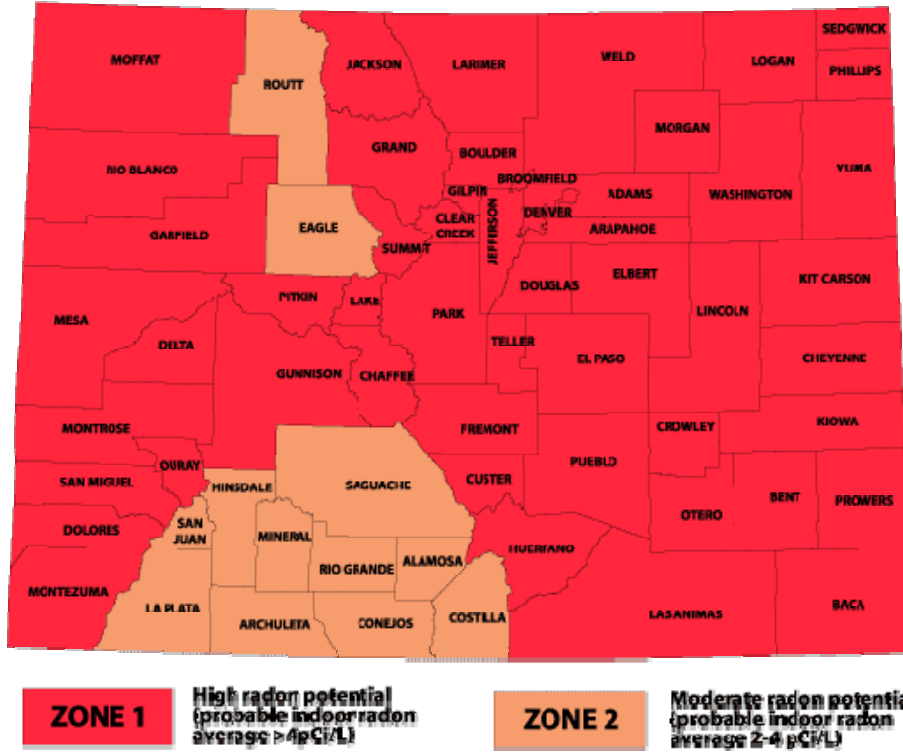 SEDGWICK
MOFFAT
JACKSON
LARIMER
WELD
LOGAN
PHILLIPS
ROUTT
MORGAN
GRAND
BOULDER
RIO BLANCO
YUMA
BROOMFIELD
GILPIN
ADAMS
WASHINGTON
CLEAR
CREEK
JEFFERSON
DENVER
ARAPAHOE
EAGLE
GARFIELD
SUMMIT
ELBERT
KIT CARSON
DOUGLAS
PITKIN
LAKE
PARK
LINCOLN
MESA
DELTA
TELLER
EL PASO
CHEYENNE
GUNNISON
CHAFFEE
MONTROSE
FREMONT
CROWLEY
KIOWA
OURAY
PUEBLO
SAN MIGUEL
HINSDALE
SAGUACHE
CUSTER
BENT
PROWERS
DOLORES
SAN
JUAN
MINERAL
OTERO
HUERFANO
RIO GRANDE
ALAMOSA
MONTEZUMA
LA PLATA
ARCHULETA
CONEJOS
COSTILLA
LAS ANIMAS
BACA
ZONE 1
High radon potential
(probable indoor radon
average >4pCi/L)
ZONE 2
Moderate radon potenti
(probable indoor radon
average 2-4 pCi/L)